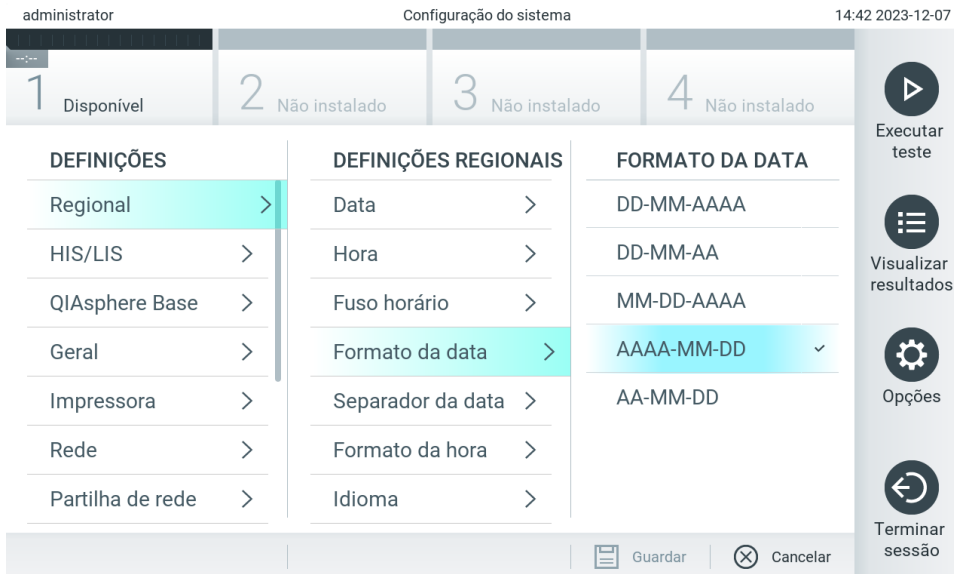 administrator
Configuração do sistema
14:42 2023-12-07
--:--
1 Disponível
2 Não instalado
3 Não instalado
4 Não instalado
DEFINIÇÕES
Regional
HIS/LIS
QIAsphere Base
Geral
Impressora
Rede
Partilha de rede
DEFINIÇÕES REGIONAIS
Data
Hora
Fuso horário
Formato da data
Separador da data
Formato da hora
Idioma
FORMATO DA DATA
DD-MM-AAAA
DD-MM-AA
MM-DD-AAAA
AAAA-MM-DD
AA-MM-DD
Executar
teste
Visualizar
resultados
Opções
Terminar
sessão
Guardar
Cancelar